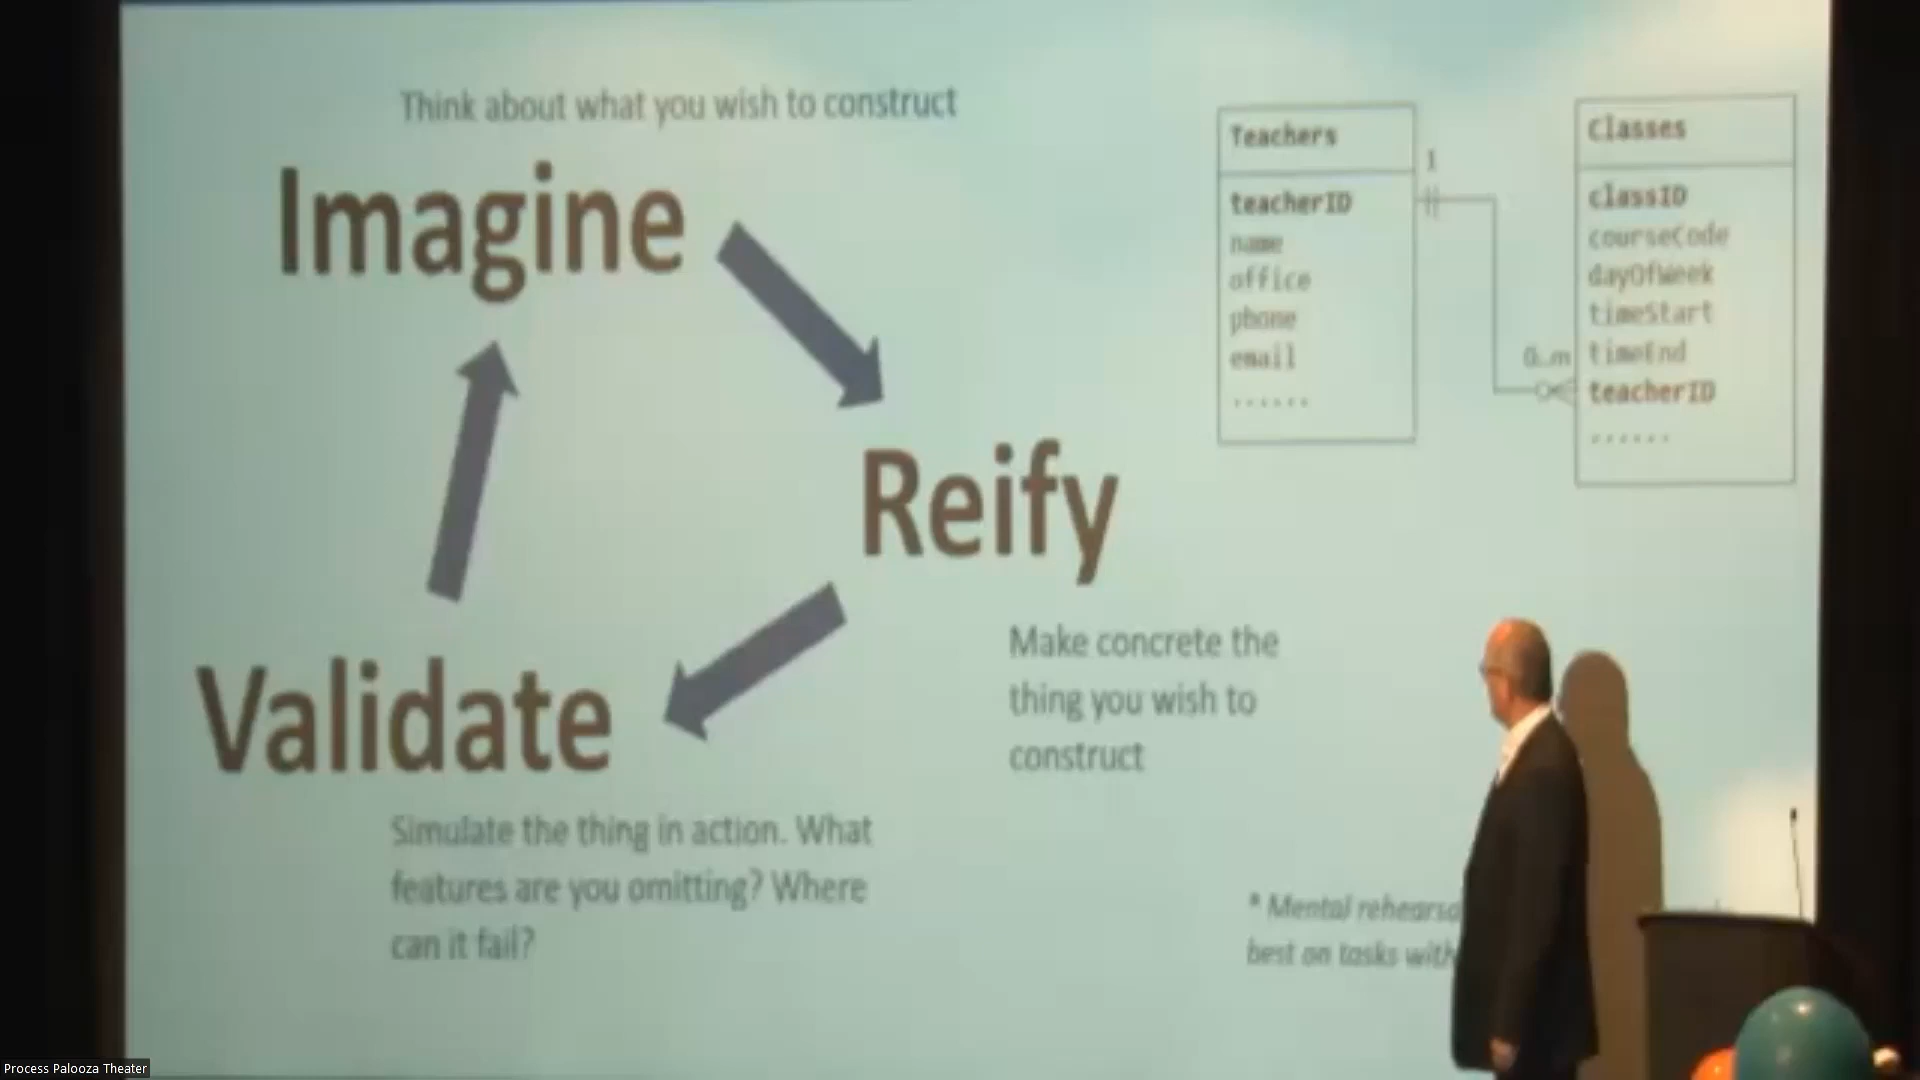 Think about what you wish to construct
Imagine
Reify
Make concrete the
thing you wish to
construct
Validate
Simulate the thing in action. What
features are you omitting? Where
can it fail?
Teachers
teacherID
name
office
phone
email
......
1
0..m
Classes
classID
courseCode
dayOfWeek
timeStart
timeEnd
teacherID
......
* Mental
best on tasks with
Process Palooza Theater